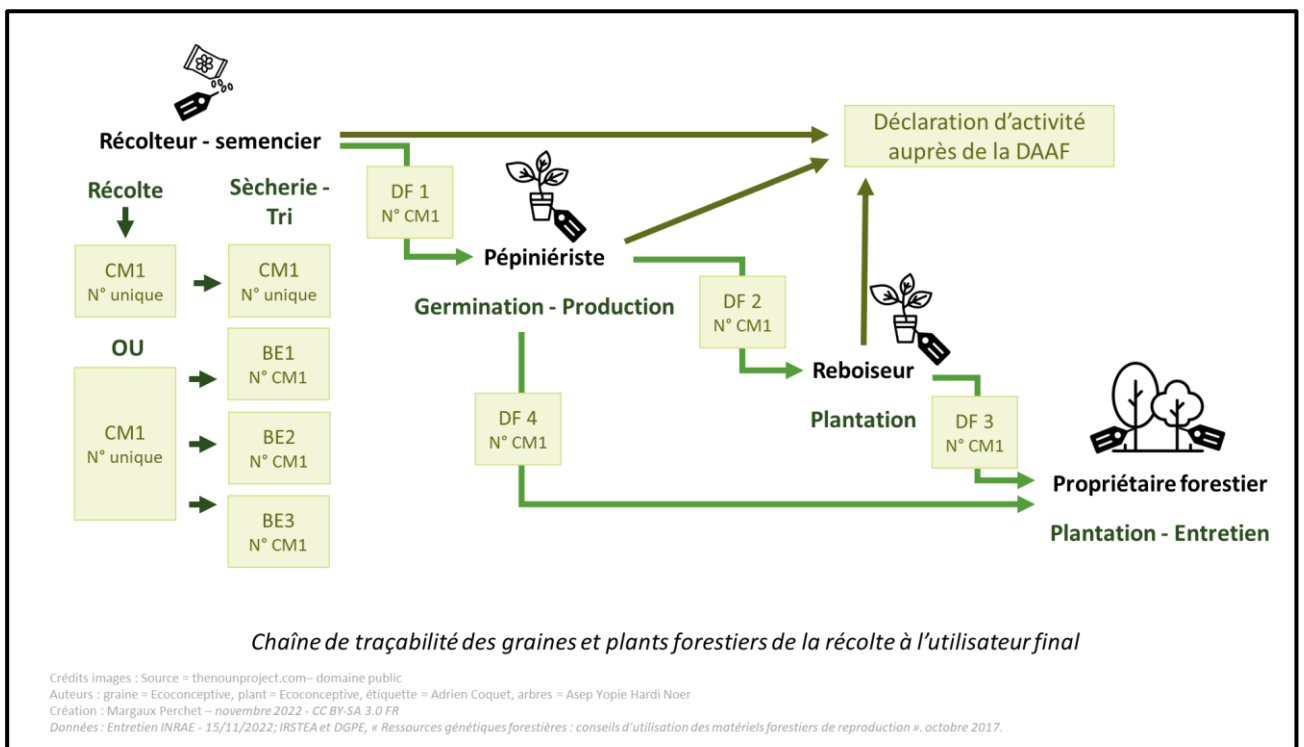 Récolteur - semencier
Déclaration d'activité
auprès de la DAAF
Récolte
Sècherie -
Tri
DF 1
N° CM1
Pépiniériste
Germination - Production
CM1
N° unique
CM1
N° unique
OU
BE1
N° CM1
CM1
N° unique
BE2
N° CM1
BE3
N° CM1
DF 2
N° CM1
Reboiseur
Plantation
DF 4
N° CM1
DF 3
N° CM1
Propriétaire forestier
Plantation - Entretien
Chaîne de traçabilité des graines et plants forestiers de la récolte à l'utilisateur final
Crédits images : Source = thenounproject.com– domaine public
Auteurs : graine = Ecoconceptive, plant = Ecoconceptive, étiquette = Adrien Coquet, arbres = Asep Yopie Hardi Noer
Création : Margaux Perchet – novembre 2022 - CC BY-SA 3.0 FR
Données : Entretien INRAE - 15/11/2022; IRSTEA et DGPE, « Ressources génétiques forestières : conseils d'utilisation des matériels forestiers de reproduction ». octobre 2017.